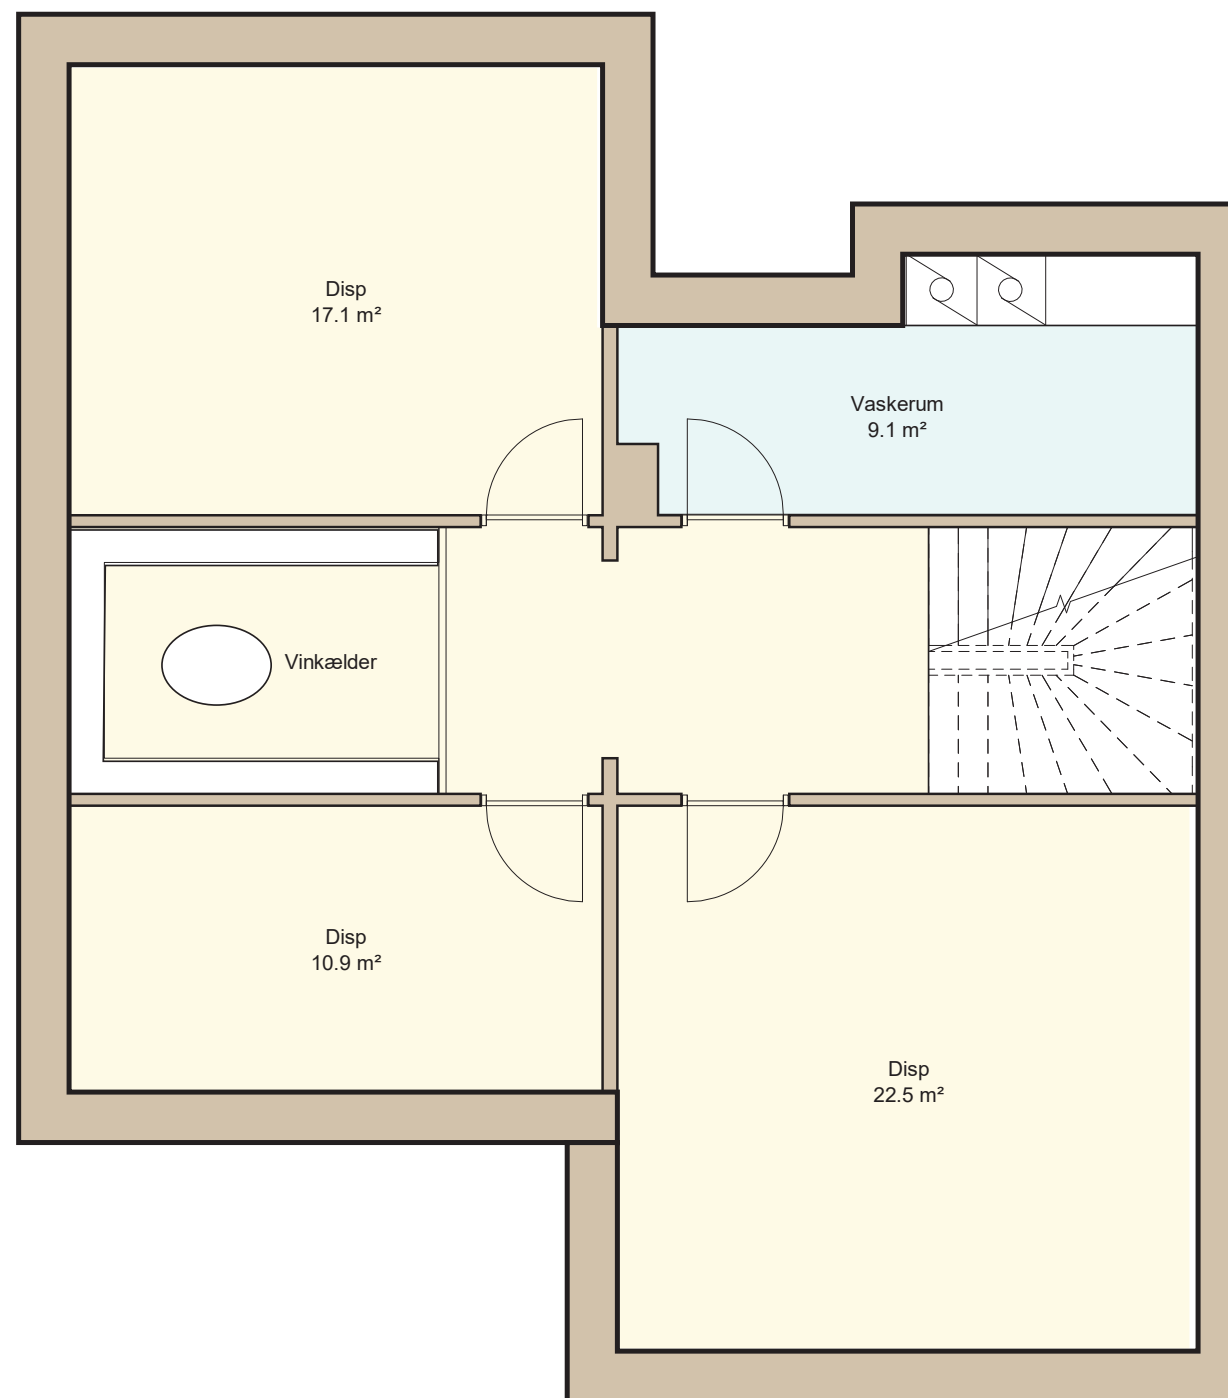 Disp
17.1 m²
Vaskerum
9.1 m²
Vinkælder
Disp
10.9 m²
Disp
22.5 m²